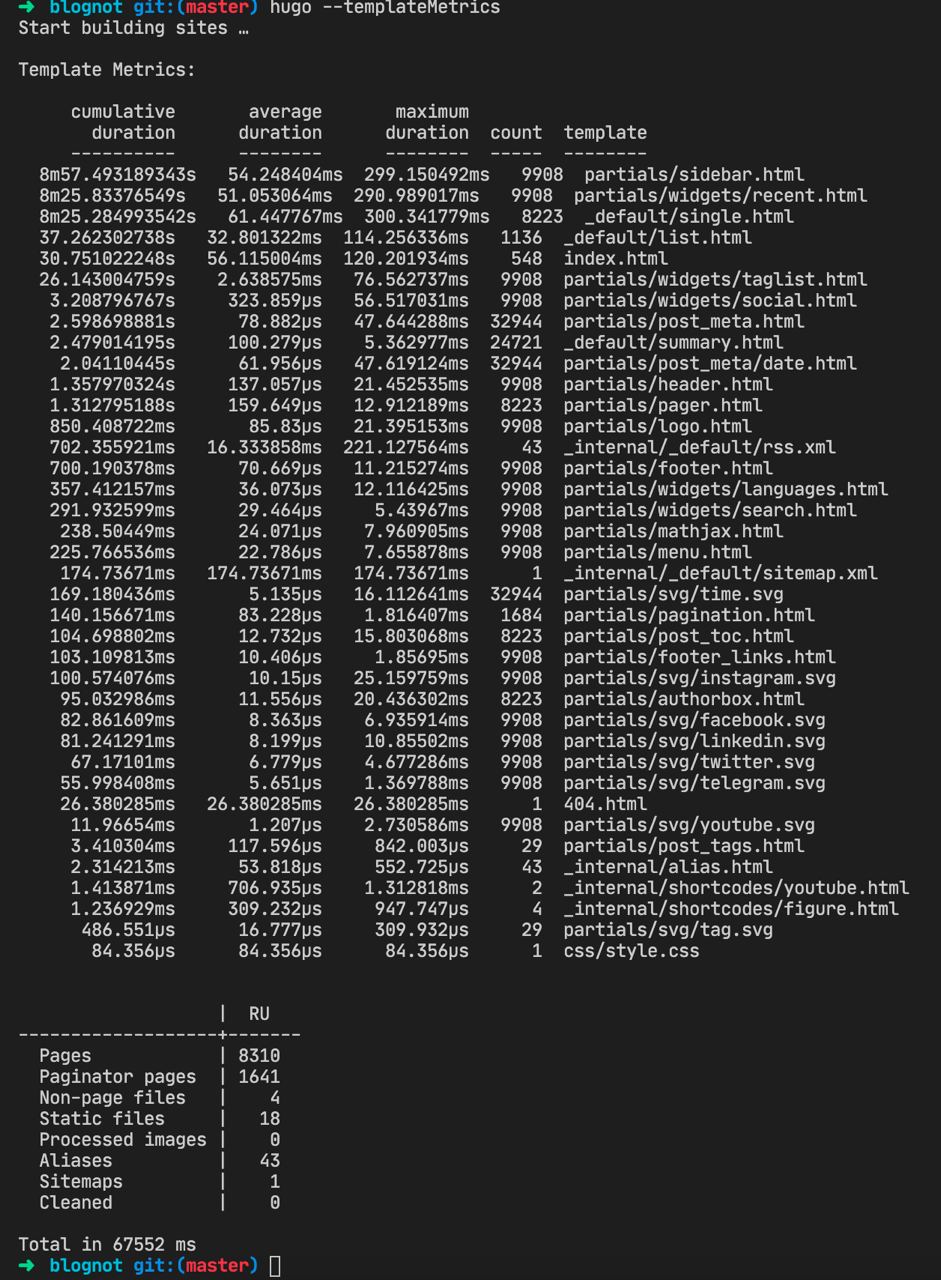 ➜ blognot git:(master) hugo --templateMetrics
Start building sites …
Template Metrics:
cumulative average maximum
duration duration duration count template
---------- -------- -------- ----- --------
8m57.493189343s 54.248404ms 299.150492ms 9908 partials/sidebar.html
8m25.83376549s 51.053064ms 290.989017ms 9908 partials/widgets/recent.html
8m25.284993542s 61.447767ms 300.341779ms 8223 _default/single.html
37.262302738s 32.801322ms 114.256336ms 1136 _default/list.html
30.751022248s 56.115004ms 120.201934ms 548 index.html
26.143004759s 2.638575ms 76.562737ms 9908 partials/widgets/taglist.html
3.208796767s 323.859µs 56.517031ms 9908 partials/widgets/social.html
2.598698881s 78.882µs 47.644288ms 32944 partials/post_meta.html
2.479014195s 100.279µs 5.362977ms 24721 _default/summary.html
2.04110445s 61.956µs 47.619124ms 32944 partials/post_meta/date.html
1.357970324s 137.057µs 21.452535ms 9908 partials/header.html
1.312795188s 159.649µs 12.912189ms 8223 partials/pager.html
850.408722ms 85.83µs 21.395153ms 9908 partials/logo.html
702.355921ms 16.333858ms 221.127564ms 43 _internal/_default/rss.xml
700.190378ms 70.669µs 11.215274ms 9908 partials/footer.html
357.412157ms 36.073µs 12.116425ms 9908 partials/widgets/languages.html
291.932599ms 29.464µs 5.43967ms 9908 partials/widgets/search.html
238.50449ms 24.071µs 7.960905ms 9908 partials/mathjax.html
225.766536ms 22.786µs 7.655878ms 9908 partials/menu.html
174.73671ms 174.73671ms 174.73671ms 1 _internal/_default/sitemap.xml
169.180436ms 5.135µs 16.112641ms 32944 partials/svg/time.svg
140.156671ms 83.228µs 1.816407ms 1684 partials/pagination.html
104.698802ms 12.732µs 15.803068ms 8223 partials/post_toc.html
103.109813ms 10.406µs 1.85695ms 9908 partials/footer_links.html
100.574076ms 10.15µs 25.159759ms 9908 partials/svg/instagram.svg
95.032986ms 11.556µs 20.436302ms 8223 partials/authorbox.html
82.861609ms 8.363µs 6.935914ms 9908 partials/svg/facebook.svg
81.241291ms 8.199µs 10.85502ms 9908 partials/svg/linkedin.svg
67.17101ms 6.779µs 4.677286ms 9908 partials/svg/twitter.svg
55.998408ms 5.651µs 1.369788ms 9908 partials/svg/telegram.svg
26.380285ms 26.380285ms 26.380285ms 1 404.html
11.96654ms 1.207µs 2.730586ms 9908 partials/svg/youtube.svg
3.410304ms 117.596µs 842.003µs 29 partials/post_tags.html
2.314213ms 53.818µs 552.725µs 43 _internal/alias.html
1.413871ms 706.935µs 1.312818ms 2 _internal/shortcodes/youtube.html
1.236929ms 309.232µs 947.747µs 4 _internal/shortcodes/figure.html
486.551µs 16.777µs 309.932µs 29 partials/svg/tag.svg
84.356µs 84.356µs 84.356µs 1 css/style.css
| RU
-------------------+-------
Pages | 8310
Paginator pages | 1641
Non-page files | 4
Static files | 18
Processed images | 0
Aliases | 43
Sitemaps | 1
Cleaned | 0
Total in 67552 ms
➜ blognot git:(master)